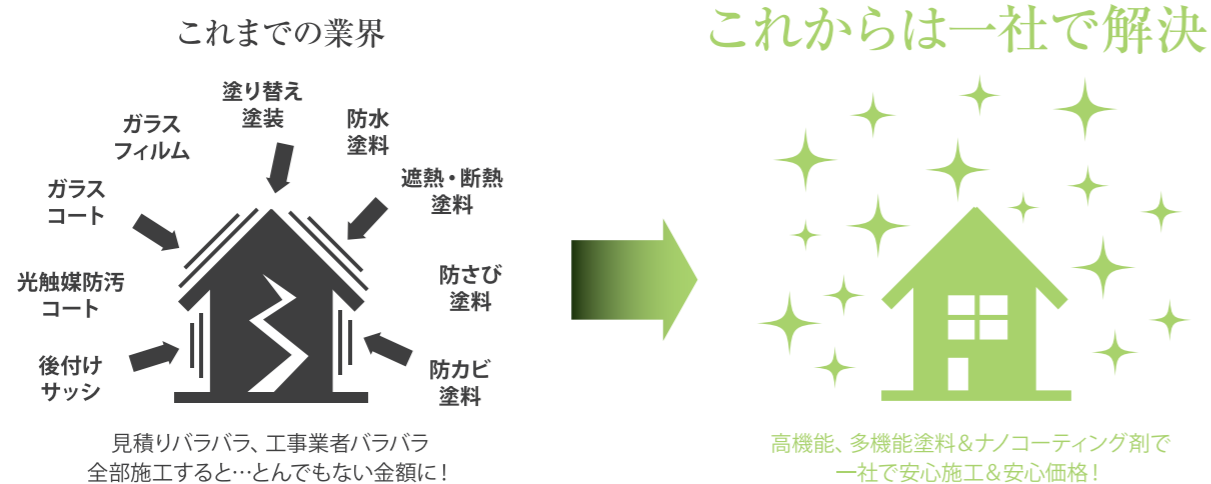 これまでの業界
塗り替え
塗装
ガラス
フィルム
防水
塗料
ガラス
コート
遮熱・断熱
塗料
光触媒防汚
コート
防さび
塗料
後付け
サッシ
防カビ
塗料
見積りバラバラ、工事業者バラバラ
全部施工すると…とんでもない金額に！
これからは一社で解決
高機能、多機能塗料＆ナノコーティング剤で
一社で安心施工＆安心価格！